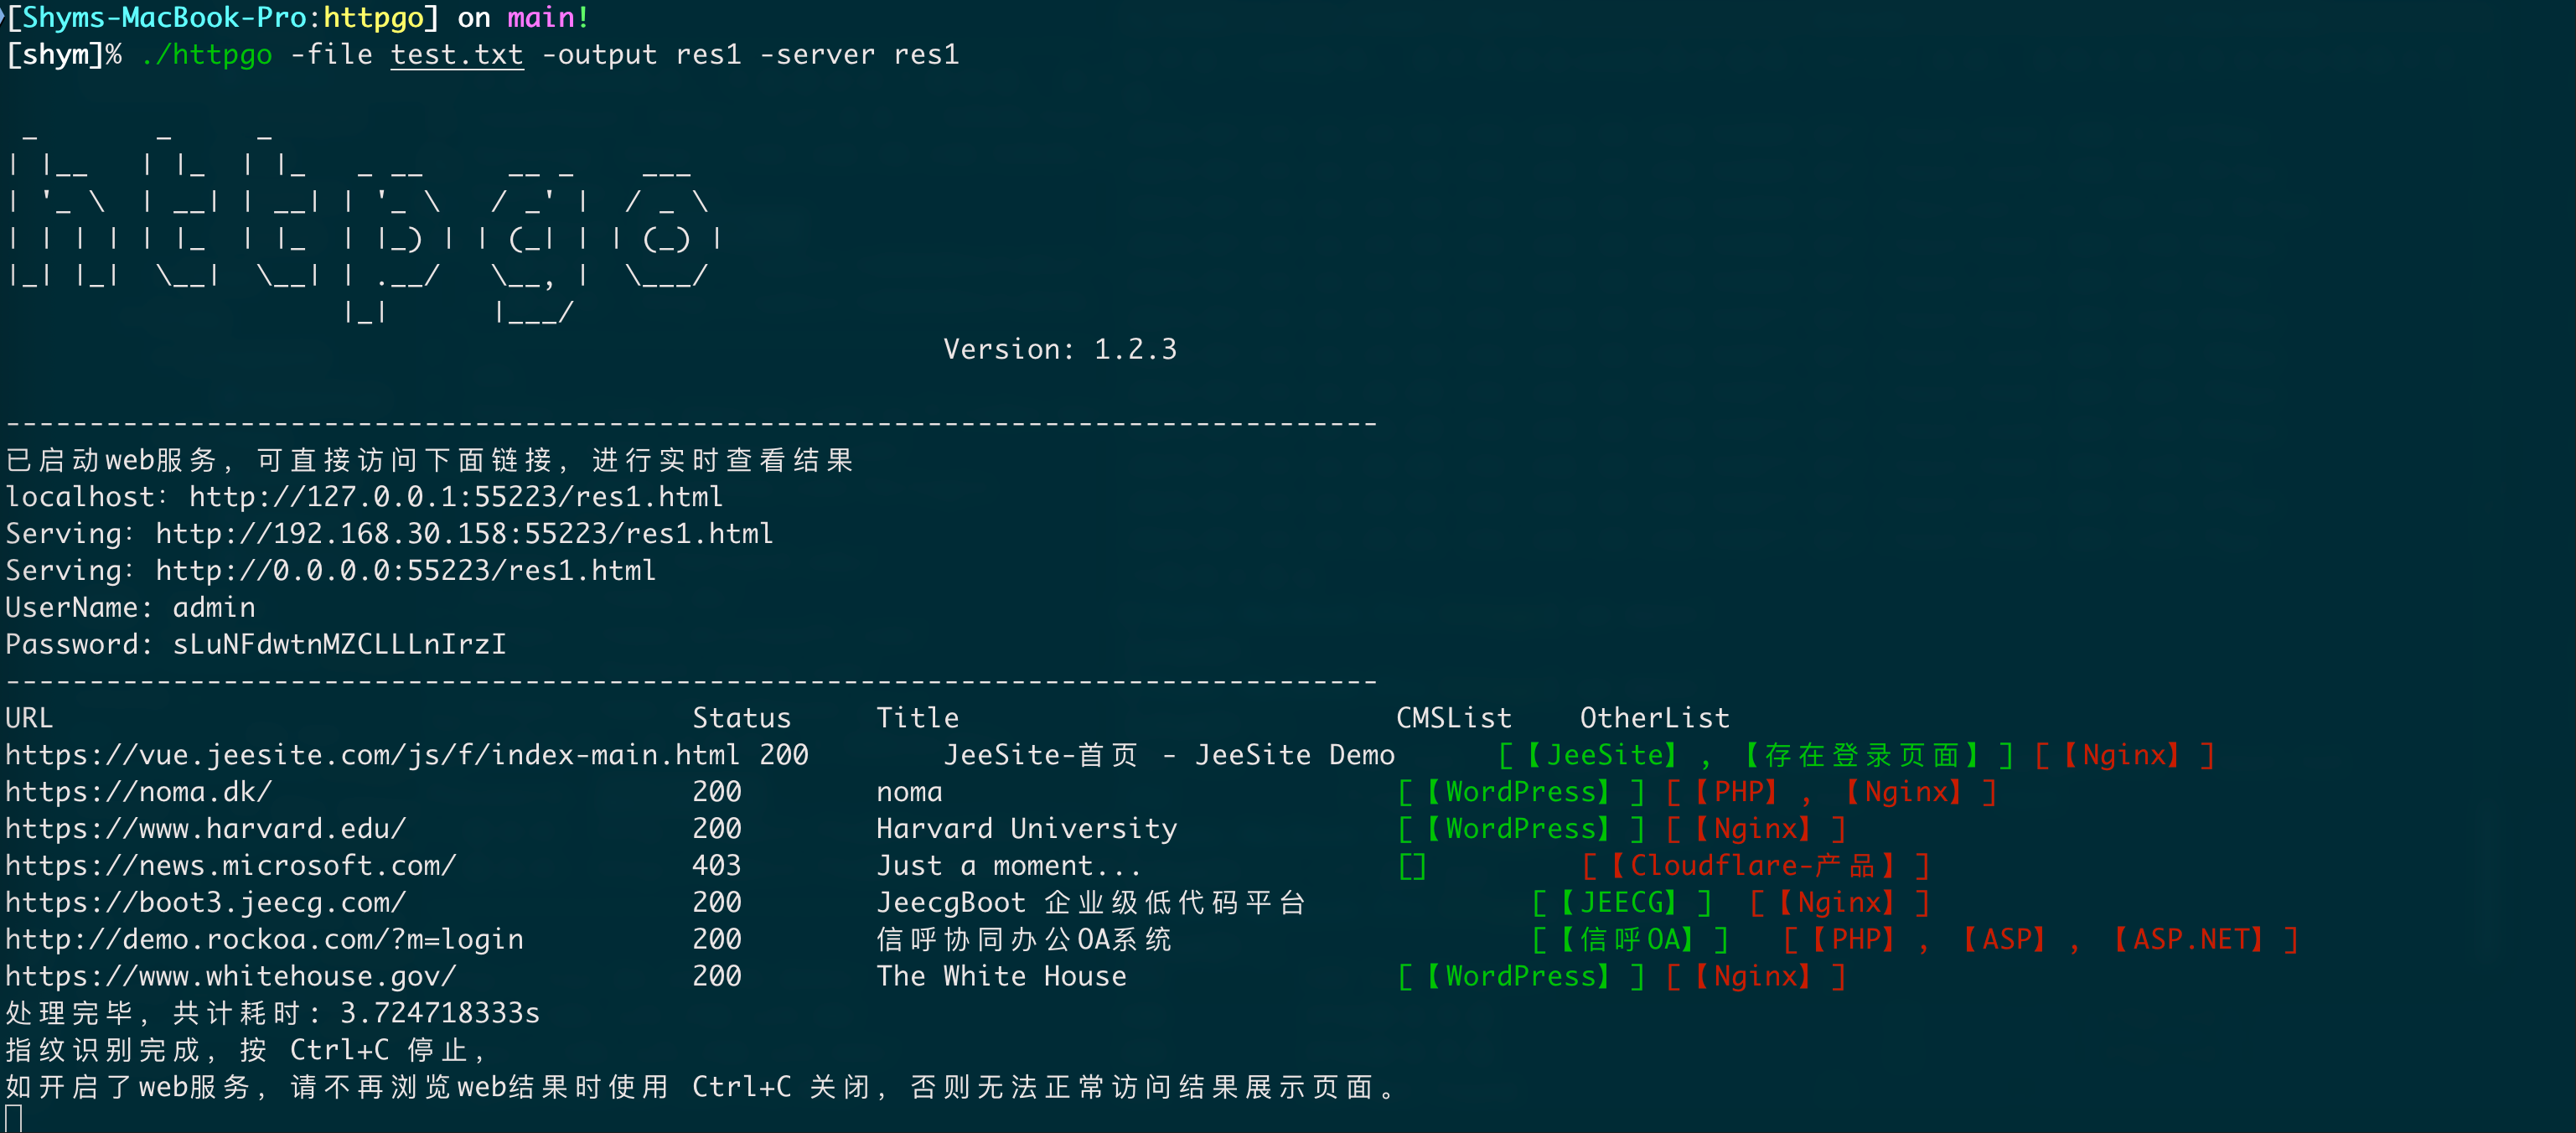 [Shyms-MacBook-Pro:httpgo] on main!
[shym]% ./httpgo -file test.txt -output res1 -server res1
 _       _     _
| |__   | |_  | |_   _ __     __ _    ___
| '_ \  | __| | __| | '_ \   / _' |  / _ \
| | | | | |_  | |_  | |_) | | (_| | | (_) |
|_| |_|  \__|  \__| | .__/   \__, |  \___/
                    |_|      |___/
Version: 1.2.3
----------------------------------------------------------------------------------
已启动web服务, 可直接访问下面链接, 进行实时查看结果
localhost: http://127.0.0.1:55223/res1.html
Serving: http://192.168.30.158:55223/res1.html
Serving: http://0.0.0.0:55223/res1.html
UserName: admin
Password: sLuNFdwtnMZCLLLnIrzI
----------------------------------------------------------------------------------
URL Status Title CMSList OtherList
https://vue.jeesite.com/js/f/index-main.html 200 JeeSite-首页 - JeeSite Demo [【JeeSite】, 【存在登录页面】] [【Nginx】]
https://noma.dk/ 200 noma [【WordPress】] [【PHP】, 【Nginx】]
https://www.harvard.edu/ 200 Harvard University [【WordPress】] [【Nginx】]
https://news.microsoft.com/ 403 Just a moment... [] [【Cloudflare-产品】]
https://boot3.jeecg.com/ 200 JeecgBoot 企业级低代码平台 [【JEECG】] [【Nginx】]
http://demo.rockoa.com/?m=login 200 信呼协同办公OA系统 [【信呼OA】] [【PHP】, 【ASP】, 【ASP.NET】]
https://www.whitehouse.gov/ 200 The White House [【WordPress】] [【Nginx】]
处理完毕, 共计耗时: 3.724718333s
指纹识别完成, 按 Ctrl+C 停止,
如开启了web服务, 请不再浏览web结果时使用 Ctrl+C 关闭, 否则无法正常访问结果展示页面。